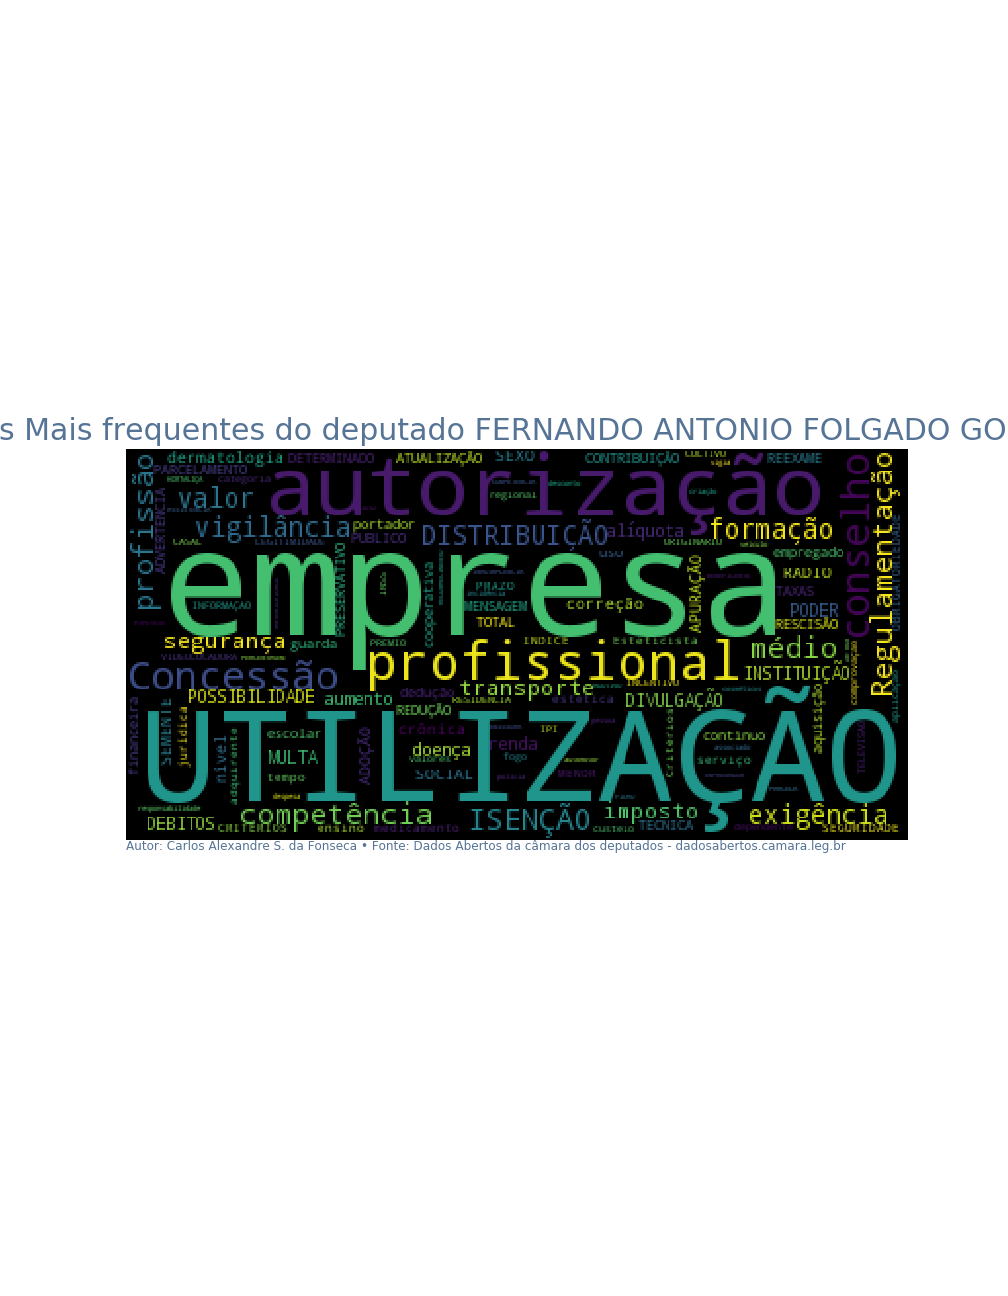 s Mais frequentes do deputado FERNANDO ANTONIO FOLGADO GO
dermatologia DETERMINADO ATUALIZAÇÃO SEXO CONTRIBUIÇÃO CULTIVO REEXAME
PARCELAMENTO categoria
autorização
profissão
ADVERTENCIA
valor
regional
conselho
Regulamentação
OBRIGATORIEDADE
vigilância portador
PUBLICO
DISTRIBUIÇÃO
alíquota
formação
CASAL LEGITIMIDADE
ORIGINARIO
uso
empregado
empresa
PRESERVATIVO
cooperativa
APURAÇÃO
RADIO
TAXAS
PRAZO
INFORMAÇÃO
MENSAGEM
correção
PODER
TOTAL
RESCISÃO
segurança guarda
PREMIO
INDICE
Esteticista
médio
VIDEOLOCADORA
profissional
INSTITUIÇÃO
comprovação
Concessão
transporte
INCENTIVO
POSSIBILIDADE aumento
dedução
RESIDENCIA
estética
DIVULGAÇÃO
REDUÇÃO
aquisição
financeira
SEMENTE
jurídica
nível
adquirente
UTILIZAÇÃO
escolar
ADOÇÃO
crônica
IPI
critérios
contínuo
TELEVISÃO
MULTA
doença
renda
fogo
serviço
tempo
SOCIAL
MENOR
responsabilidade
competência
ISENÇÃO
imposto
exigência
DEBITOS CRITERIOS ensino medicamento
custeio
TECNICA
dependente
SEGURIDADE
Autor: Carlos Alexandre S. da Fonseca • Fonte: Dados Abertos da câmara dos deputados - dadosabertos.camara.leg.br